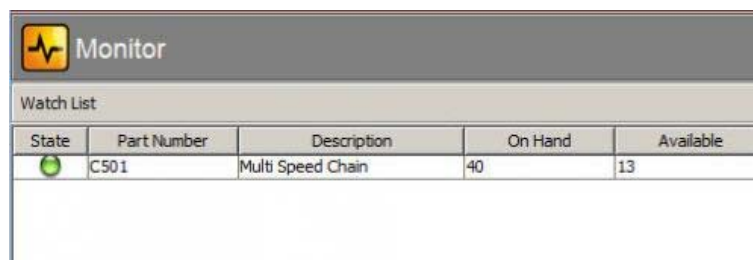 Monitor
Watch List
State Part Number Description On Hand Available
C501 Multi Speed Chain 40 13